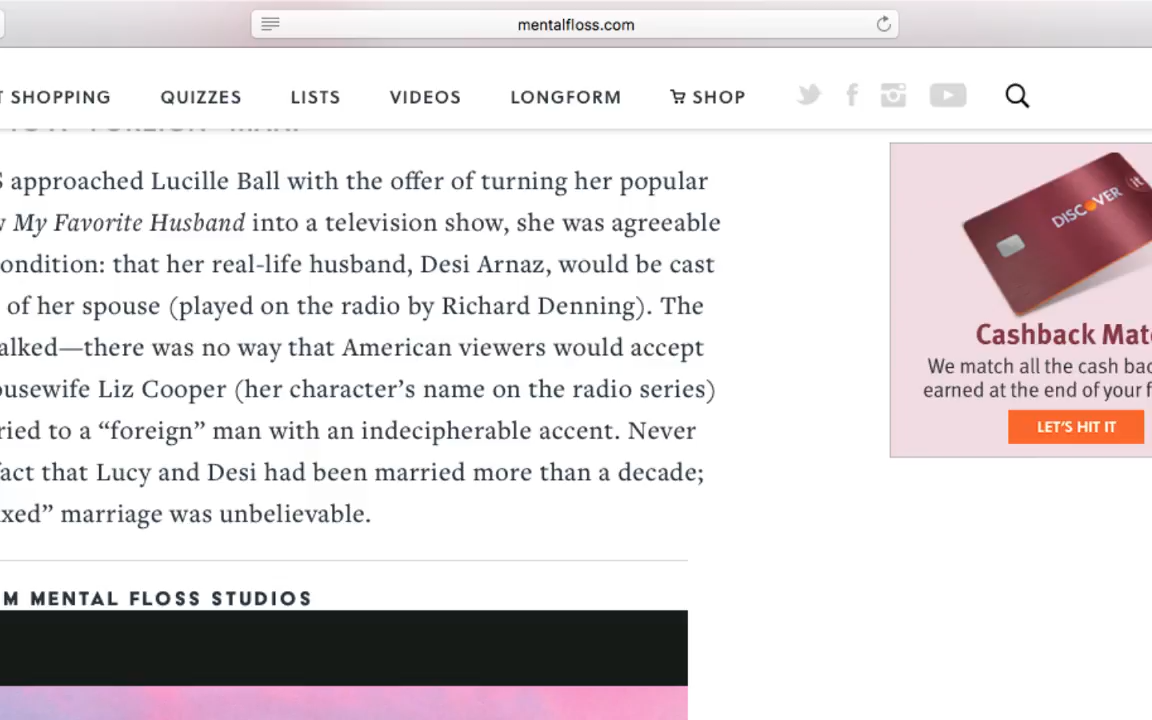 mentalfloss.com
T SHOPPING QUIZZES LISTS VIDEOS LONGFORM SHOP
S approached Lucille Ball with the offer of turning her popular
w My Favorite Husband into a television show, she was agreeable
ondition: that her real-life husband, Desi Arnaz, would be cast
of her spouse (played on the radio by Richard Denning). The
alked—there was no way that American viewers would accept
ousewife Liz Cooper (her character’s name on the radio series)
ried to a “foreign” man with an indecipherable accent. Never
fact that Lucy and Desi had been married more than a decade;
xed” marriage was unbelievable.
M MENTAL FLOSS STUDIOS
DISCOVER it
Cashback Mat
We match all the cash bac
earned at the end of your f
LET'S HIT IT